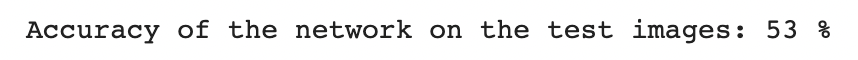 Accuracy of the network on the test images: 53 %